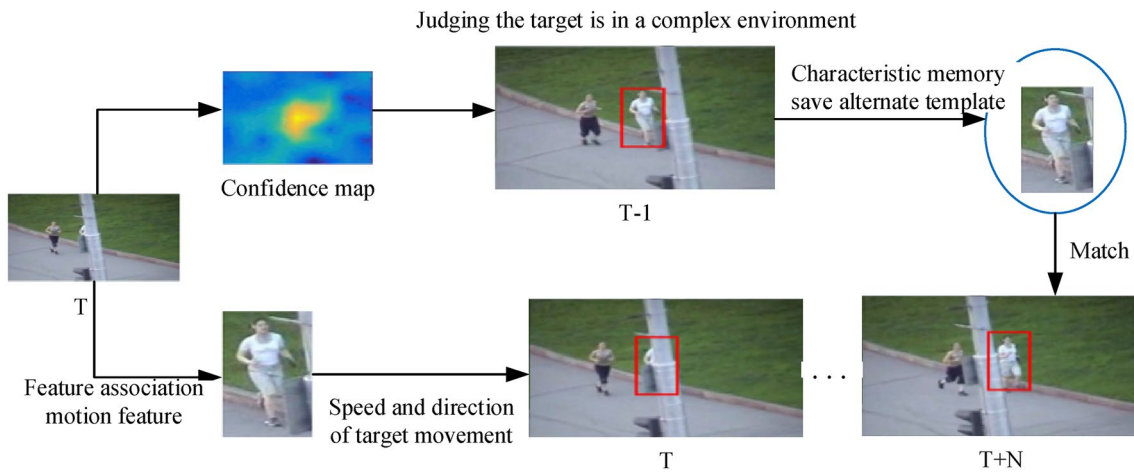 Judging the target is in a complex environment
Characteristic memory
save alternate template
Confidence map
T-1
Match
T
Feature association
motion feature
Speed and direction
of target movement
T
. . .
T+N